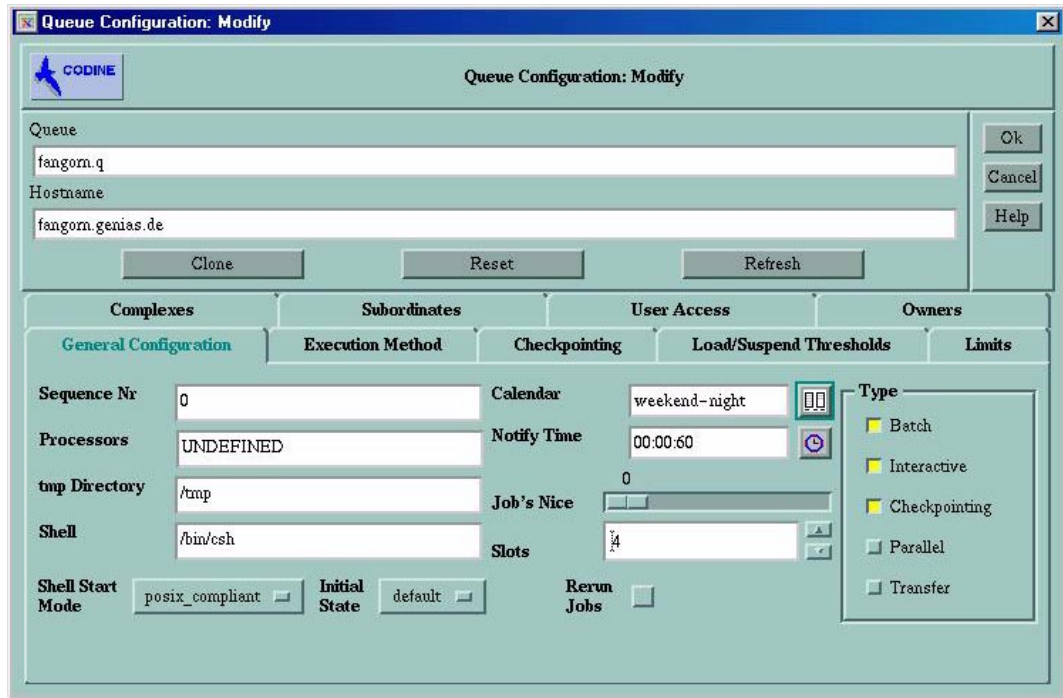 Queue Configuration: Modify
CODINE
Queue Configuration: Modify
Queue
fangorn.q
Hostname
fangorn.genias.de
Ok
Cancel
Help
Clone Reset Refresh
Complexes Subordinates User Access Owners
General Configuration Execution Method Checkpointing Load/Suspend Thresholds Limits
Sequence Nr 0
Processors UNDEFINED
tmp Directory /tmp
Shell /bin/csh
Shell Start Mode posix_compliant
Initial State default
Calendar weekend-night
Notify Time 00:00:60
0
Job's Nice
Slots 4
Rerun Jobs
Type
Batch
Interactive
Checkpointing
Parallel
Transfer